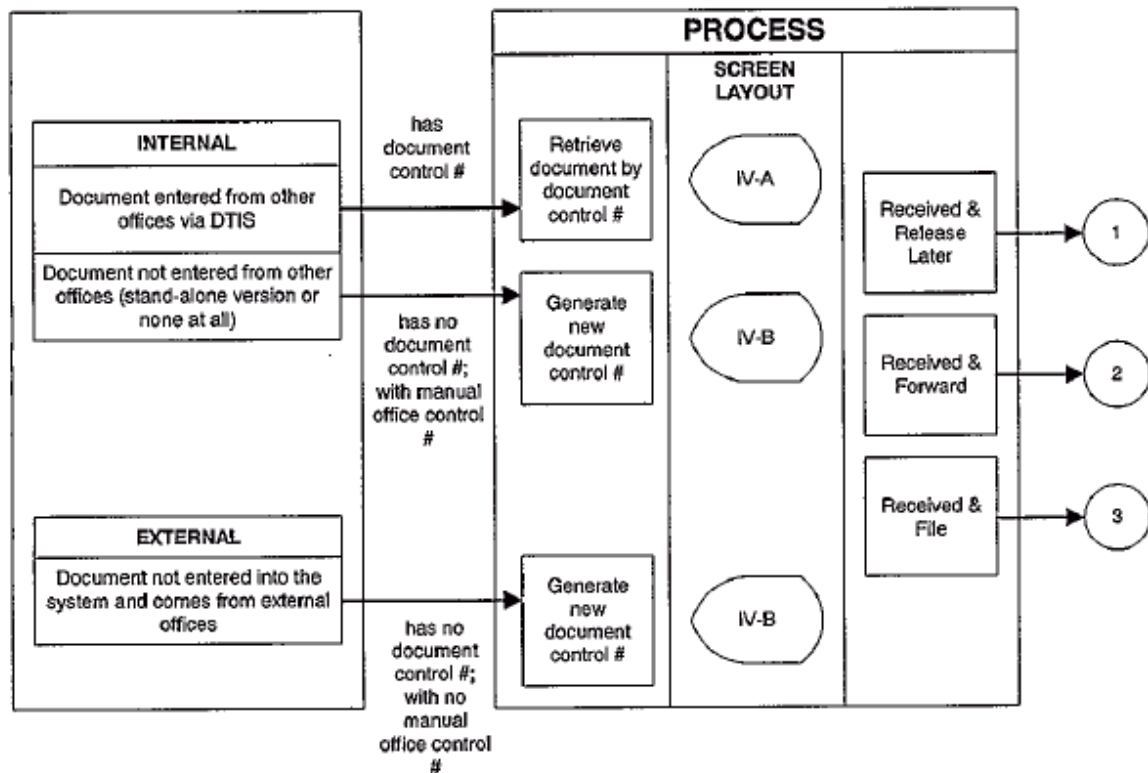 PROCESS
SCREEN
LAYOUT
INTERNAL
Document entered from other
offices via DTIS
Document not entered from other
offices (stand-alone version or
none at all)
has
document
control #
has no
document
control #;
with manual
office control
#
Retrieve
document by
document
control #
IV-A
Generate
new
document
control #
IV-B
Received &
Release
Later
1
Received &
Forward
2
Received &
File
3
EXTERNAL
Document not entered into the
system and comes from external
offices
has no
document
control #;
with no
manual
office control
#
Generate
new
document
control #
IV-B